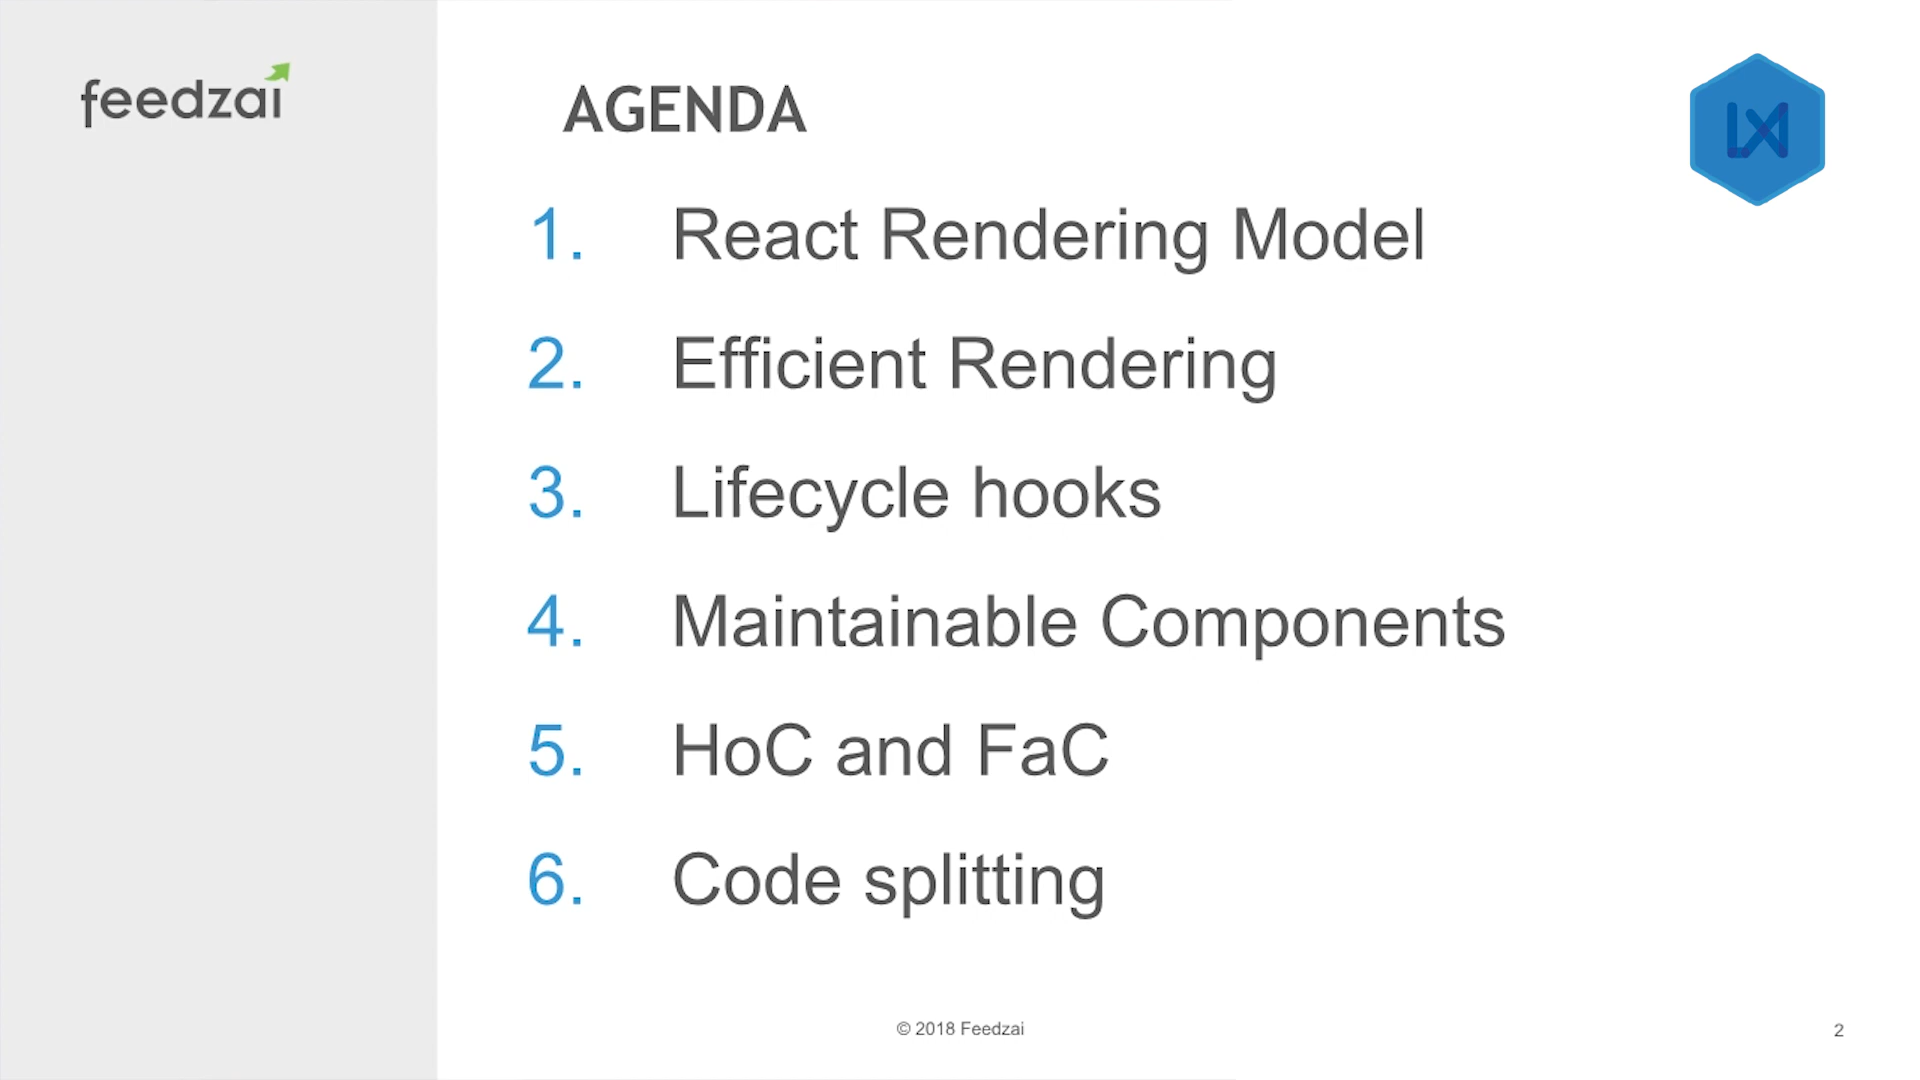 feedzai
AGENDA
1. React Rendering Model
2. Efficient Rendering
3. Lifecycle hooks
4. Maintainable Components
5. HoC and FaC
6. Code splitting
© 2018 Feedzai
2